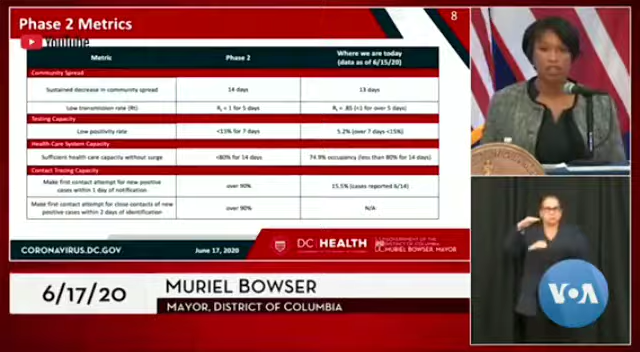 Phase 2 Metrics
8
YouTube
Metric
Phase 2
Where we are today
(data as of 6/15/20)
Community Spread
Sustained decrease in community spread
14 days
13 days
Low transmission rate (Rt)
Rt < 1 for 5 days
Rt = .85 (<1 for over 5 days)
Testing Capacity
Low positivity rate
<15% for 7 days
5.2% (over 7 days <15%)
Health Care System Capacity
Sufficient health care capacity without surge
<80% for 14 days
74.9% occupancy (less than 80% for 14 days)
Contact Tracing Capacity
Make first contact attempt for new positive
cases within 1 day of notification
over 90%
15.5% (cases reported 6/14)
Make first contact attempt for close contacts of new
positive cases within 2 days of identification
over 90%
N/A
CORONAVIRUS.DC.GOV
June 17, 2020
DC HEALTH
GOVERNMENT OF THE
DISTRICT OF COLUMBIA
MURIEL BOWSER, MAYOR
6/17/20
MURIEL BOWSER
MAYOR, DISTRICT OF COLUMBIA
VOA